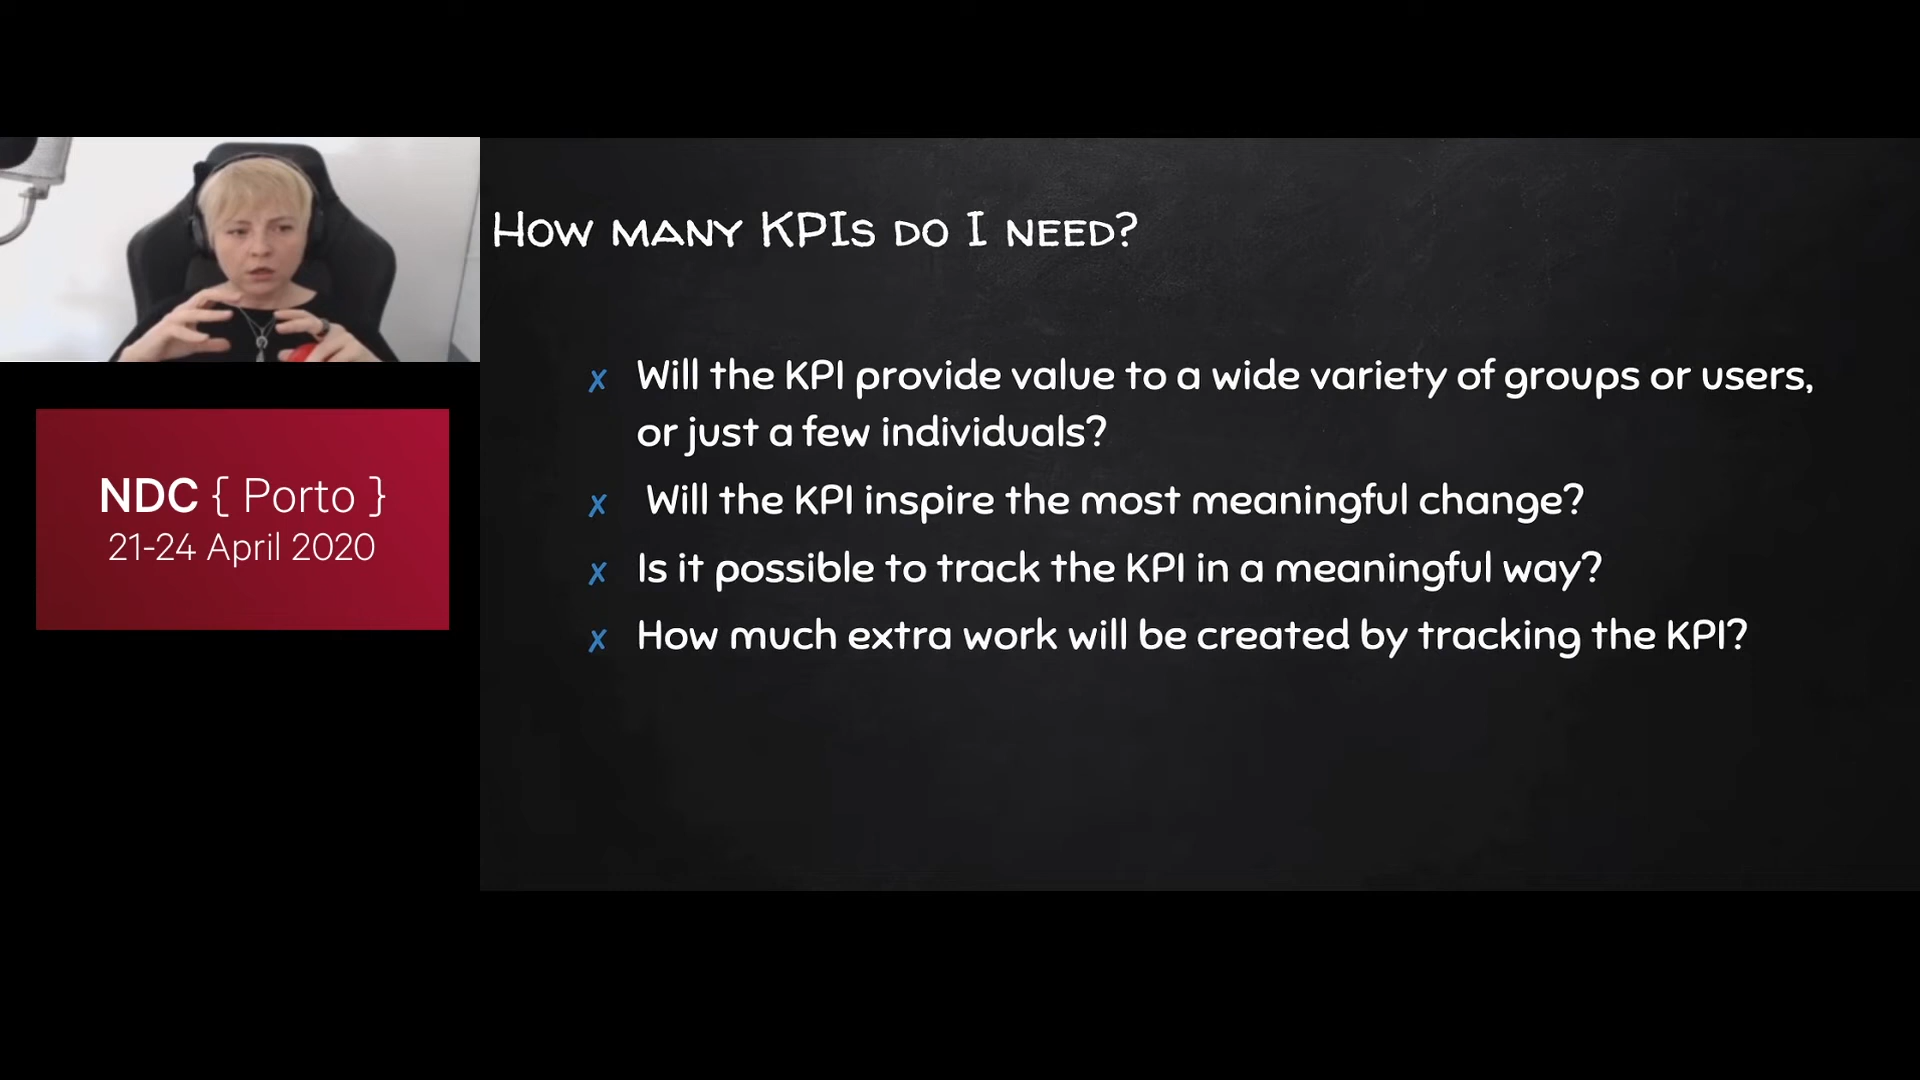 How many KPIs do I need?
Will the KPI provide value to a wide variety of groups or users,
or just a few individuals?
Will the KPI inspire the most meaningful change?
Is it possible to track the KPI in a meaningful way?
How much extra work will be created by tracking the KPI?
NDC { Porto }
21-24 April 2020